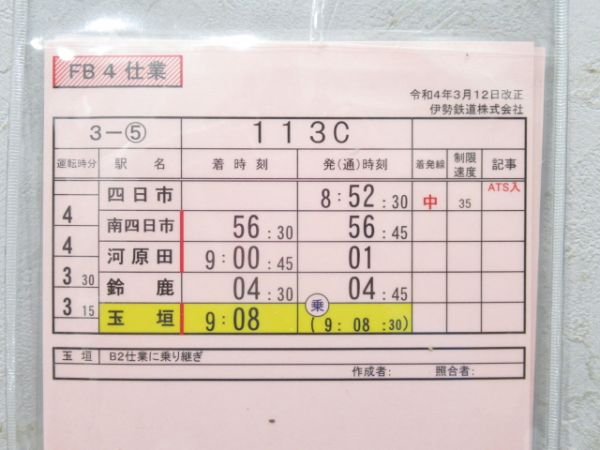 FB 4 仕業
令和4年3月12日改正
伊勢鉄道株式会社
3-⑤ 113C
運転時分 駅名 着時刻 発(通)時刻 着発線 制限速度 記事
四日市 8:52:30 中 35 ATS入
4
南四日市 56:30 56:45
4
河原田 9:00:45 01
3 30
鈴鹿 04:30 04:45
3 15
玉垣 9:08 乗 (9:08:30)
玉垣 B2仕業に乗り継ぎ
作成者: 照合者: